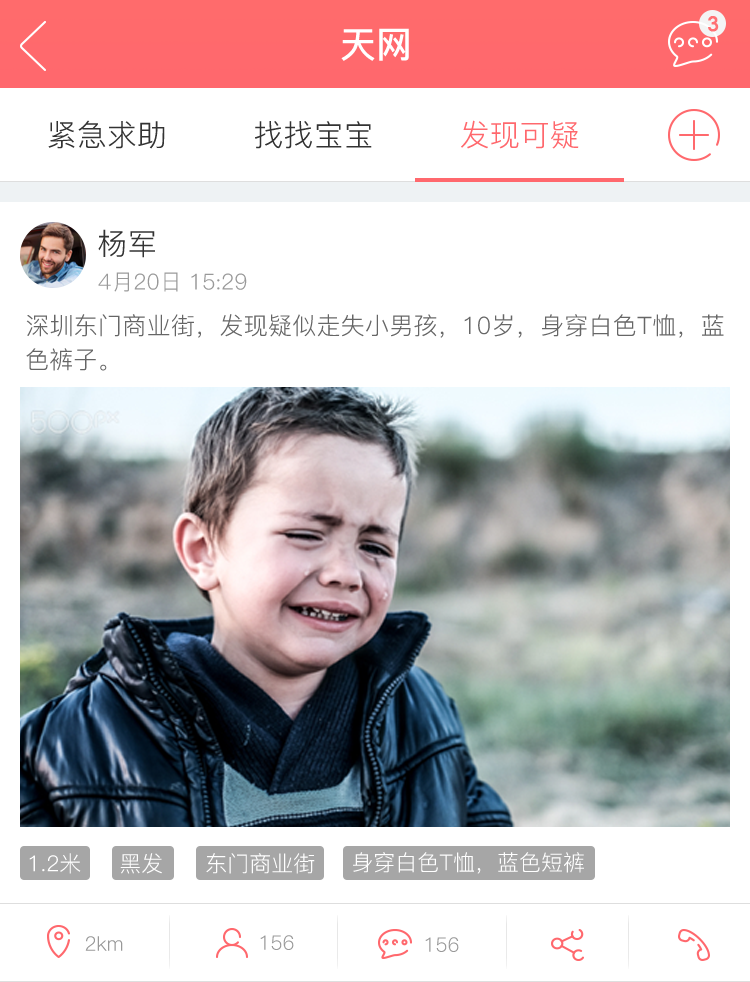 天网
3
紧急求助
找找宝宝
发现可疑
杨军
4月20日 15:29
深圳东门商业街，发现疑似走失小男孩，10岁，身穿白色T恤，蓝
色裤子。
500px
1.2米
黑发
东门商业街
身穿白色T恤，蓝色短裤
2km
156
156